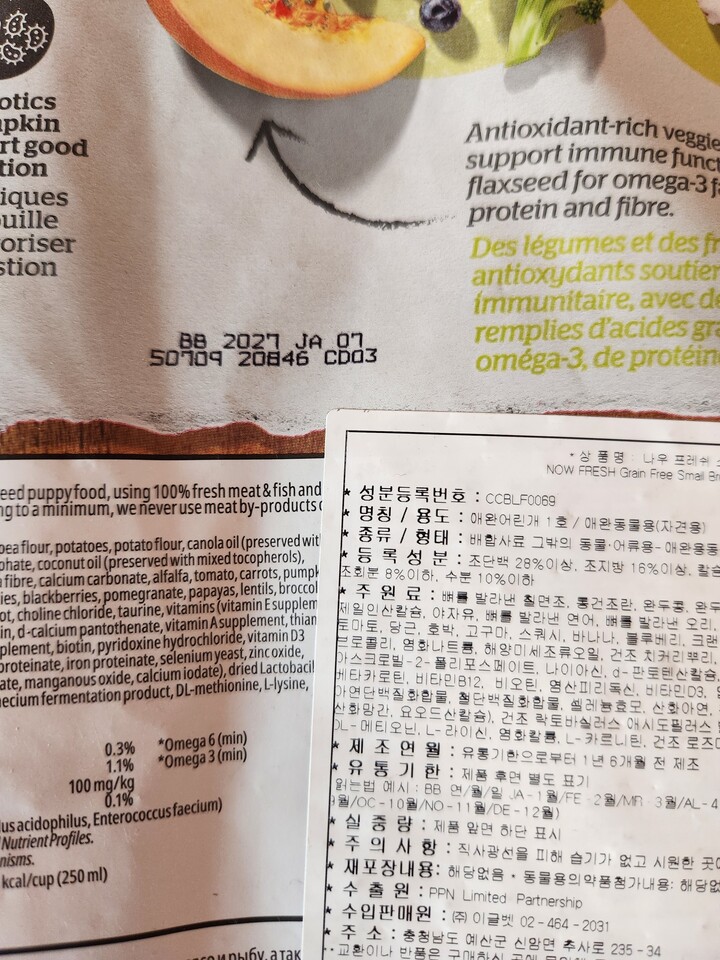 otics
pkin
rt good
tion
iques
ouille
oriser
stion
Antioxidant-rich veggie
support immune funct
flaxseed for omega-3 f
protein and fibre.
Des légumes et des fr
antioxydants soutien
immunitaire, avec d
remplies d'acides gra
oméga-3, de protéine
BB 2027 JA 07
50709 20846 CD03
eed puppy food, using 100% fresh meat & fish and
ng to a minimum, we never use meat by-products o
pea flour, potatoes, potato flour, canola oil (preserved wit
phate, coconut oil (preserved with mixed tocopherols),
a fibre, calcium carbonate, alfalfa, tomato, carrots, pumpk
ies, blackberries, pomegranate, papayas, lentils, broccol
ot, choline chloride, taurine, vitamins (vitamin E supplem
in, d-calcium pantothenate, vitamin A supplement, thian
plement, biotin, pyridoxine hydrochloride, vitamin D3
proteinate, iron proteinate, selenium yeast, zinc oxide,
ate, manganous oxide, calcium iodate), dried Lactobacil
aecium fermentation product, DL-methionine, L-lysine,
0.3% *Omega 6 (min)
1.1% *Omega 3 (min)
100 mg/kg
0.1%
lus acidophilus, Enterococcus faecium)
Nutrient Profiles.
nisms.
kcal/cup (250 ml)
го и рыбу, а так
* 상 품 명 : 나우 프레쉬
NOW FRESH Grain Free Small Br
* 성분등록번호 : CCBLF0069
* 명칭 / 용도 : 애완어린개 1호 / 애완동물용(자견용)
* 종류 / 형태 : 배합사료 그밖의 동물·어류용- 애완용동
* 등 록 성 분 : 조단백 28%이상, 조지방 16%이상, 칼슘
조회분 8%이하, 수분 10%이하
* 주 원료 : 뼈를 발라낸 칠면조, 통건조란, 완두콩, 완두
제일인산칼슘, 야자유, 뼈를 발라낸 연어, 뼈를 발라낸 오리,
토마토, 당근, 호박, 고구마, 스쿼시, 바나나, 블루베리, 크랜
브로콜리, 염화나트륨, 해양미세조류오일, 건조 치커리뿌리,
아스크로빌-2-폴리포스페이트, 나이아신, d-판토텐산칼슘,
베타카로틴, 비타민B12, 비오틴, 염산피리독신, 비타민D3,
아연단백질화합물, 철단백질화합물, 셀레늄효모, 산화아연,
산화망간, 요오드산칼슘), 건조 락토바실러스 애시도필러스
DL-메티오닌, L-라이신, 염화칼륨, L-카르니틴, 건조 로즈마
* 제 조 연 월 : 유통기한으로부터 1년 6개월 전 제조
* 유 통 기 한 : 제품 후면 별도 표기
읽는법 예시 : BB 연/월/일 JA-1월/FE-2월/MR-3월/AL-4
월/OC-10월/NO-11월/DE-12월)
* 실 중 량 : 제품 앞면 하단 표시
* 주 의 사 항 : 직사광선을 피해 습기가 없고 시원한 곳에
* 재포장내용: 해당없음 * 동물용의약품첨가내용: 해당없
* 수 출 원 : PPN Limited Partnership
* 수입판매원 : ㈜ 이글벳 02-464-2031
* 주 소 : 충청남도 예산군 신암면 추사로 235-34